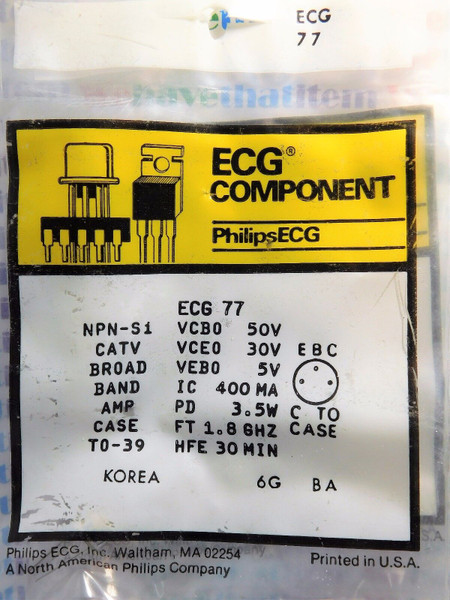 ECG
77
havethatitem
ECG®
COMPONENT
PhilipsECG
ECG 77
NPN-Si VCBO 50V
CATV VCEO 30V E B C
BROAD VEBO 5V
BAND IC 400 MA
AMP PD 3.5W C TO
CASE FT 1.8 GHZ CASE
TO-39 HFE 30 MIN
KOREA 6G BA
Philips ECG, Inc. Waltham, MA 02254
A North American Philips Company
Printed in U.S.A.